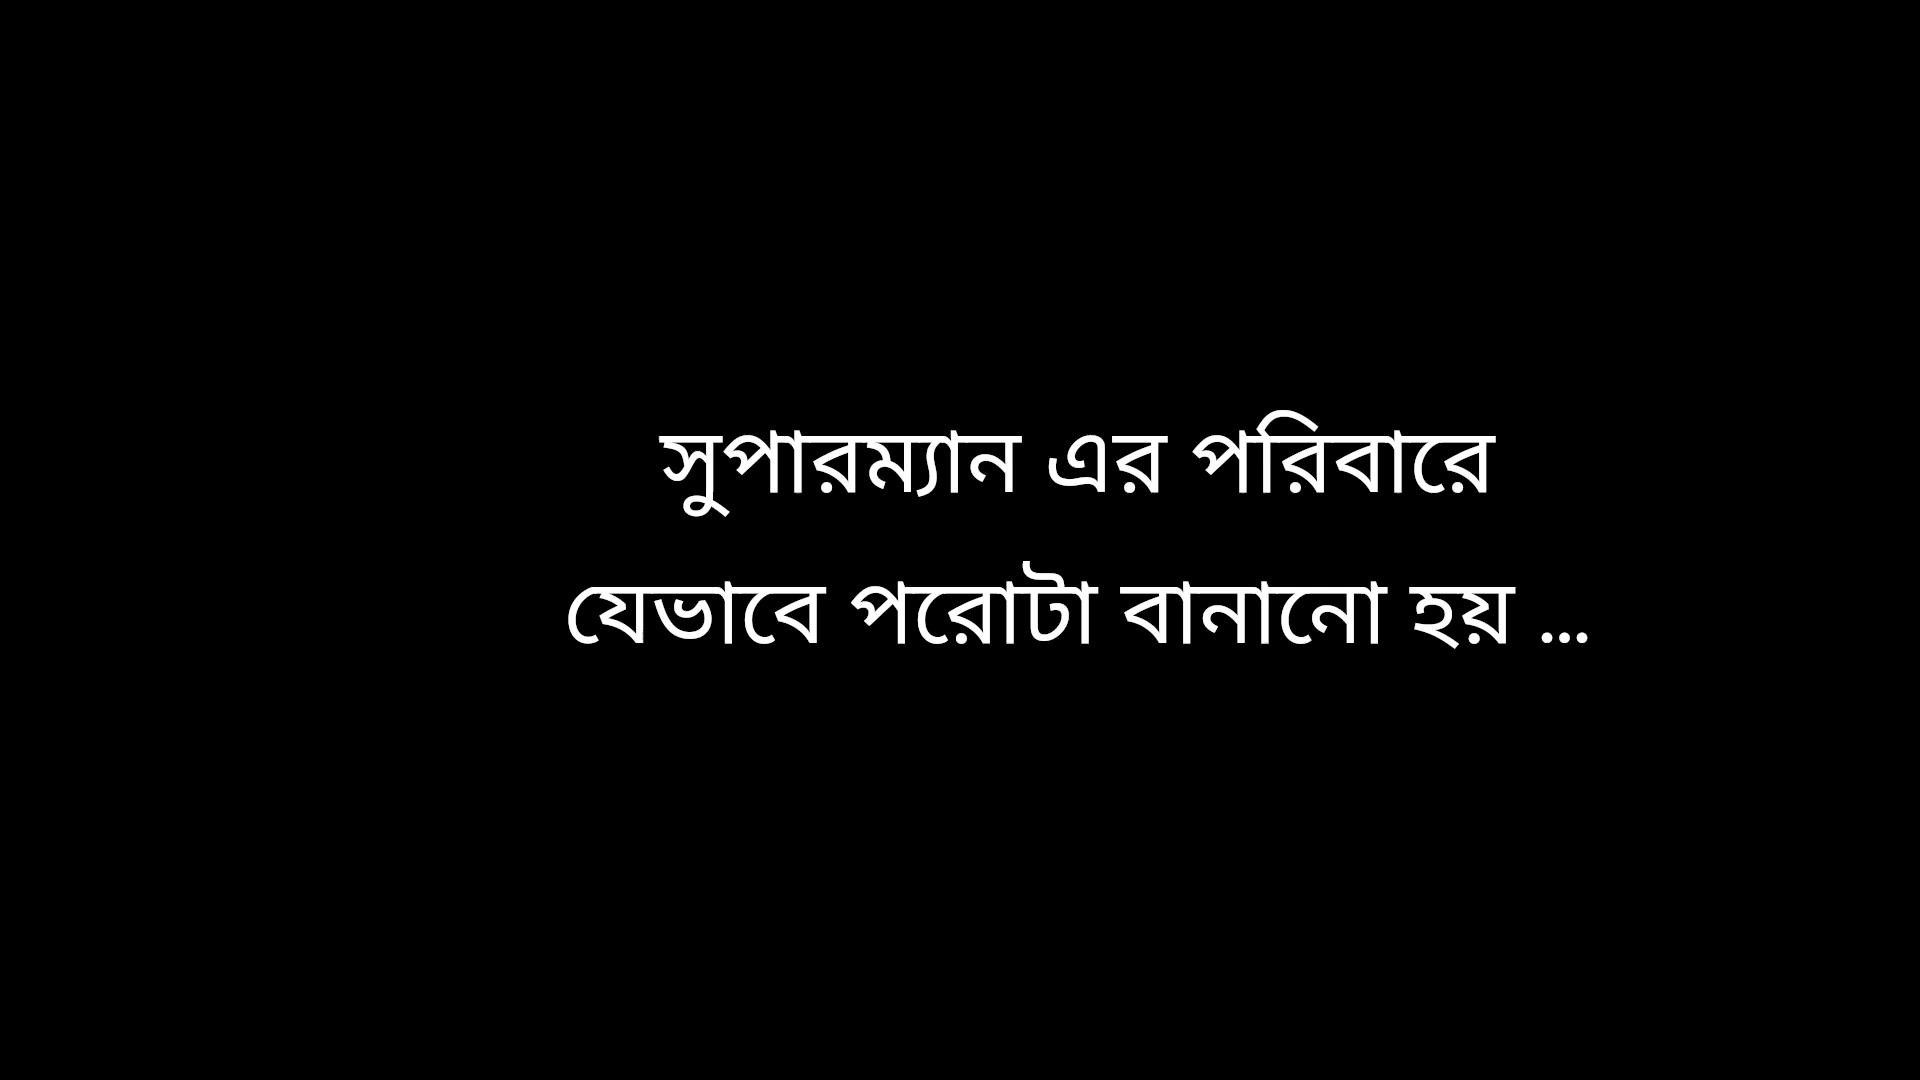 সুপারম্যান এর পরিবারে
যেভাবে পরোটা বানানো হয় ...